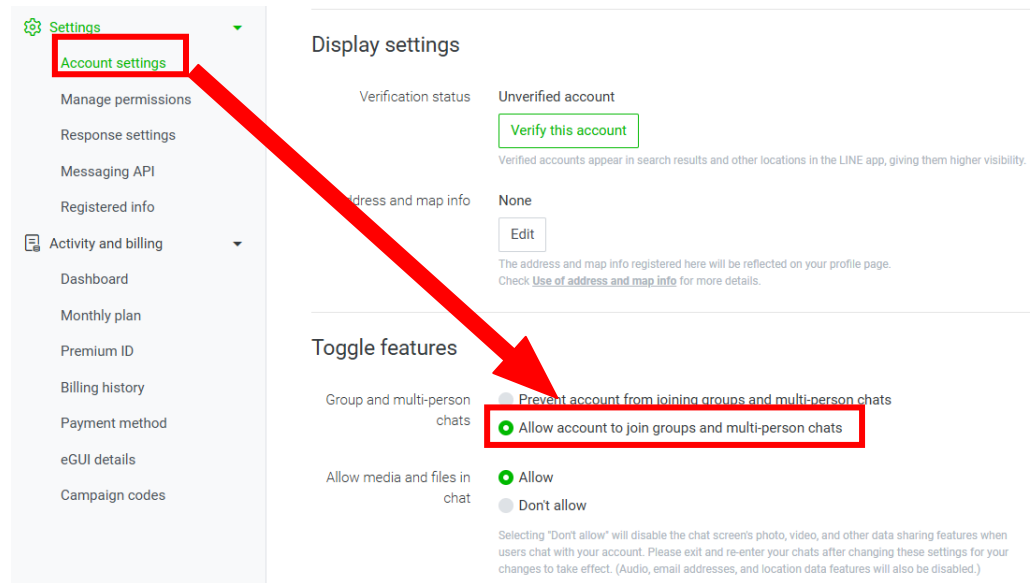 Settings
Account settings
Manage permissions
Response settings
Messaging API
Registered info
Activity and billing
Dashboard
Monthly plan
Premium ID
Billing history
Payment method
eGUI details
Campaign codes
Display settings
Verification status
Unverified account
Verify this account
Verified accounts appear in search results and other locations in the LINE app, giving them higher visibility.
and map info
None
Edit
The address and map info registered here will be reflected on your profile page.
Check Use of address and map info for more details.
Toggle features
Group and multi-person
chats
Prevent account from joining groups and multi-person chats
Allow account to join groups and multi-person chats
Allow media and files in
chat
Allow
Don't allow
Selecting "Don't allow" will disable the chat screen's photo, video, and other data sharing features when
users chat with your account. Please exit and re-enter your chats after changing these settings for your
changes to take effect. (Audio, email addresses, and location data features will also be disabled.)